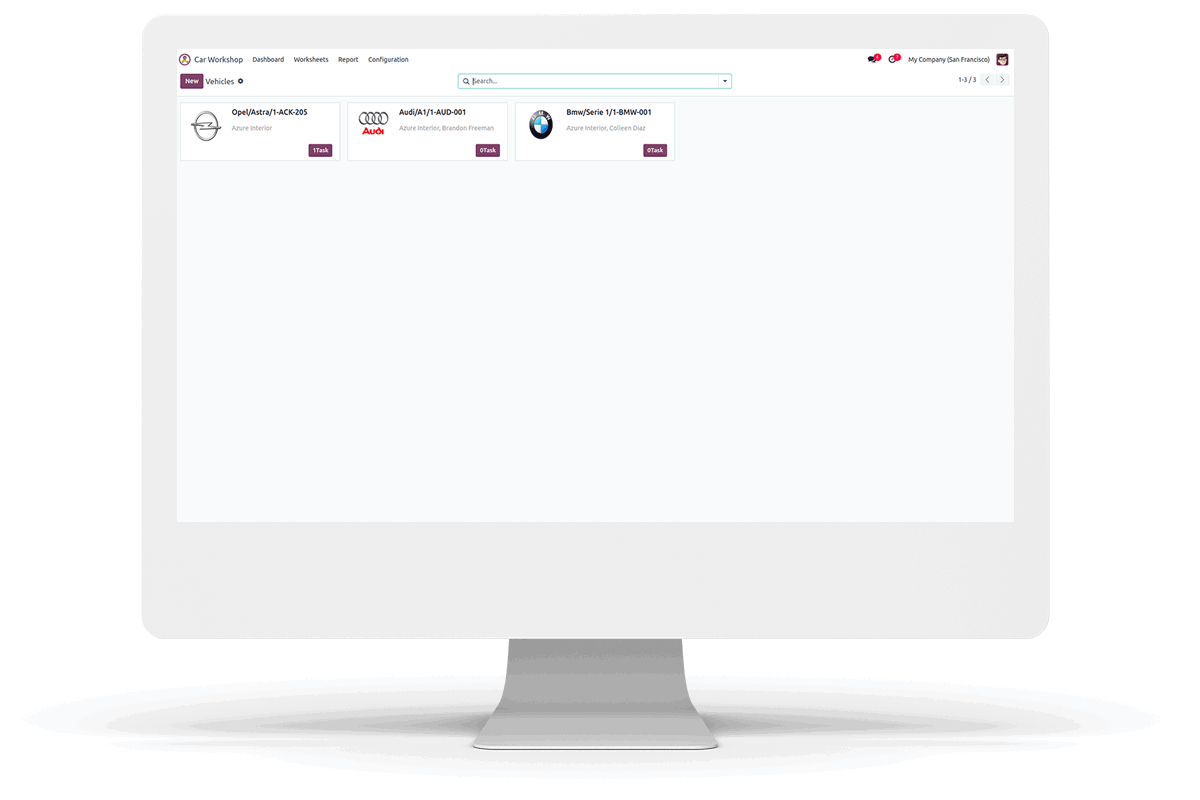 Car Workshop Dashboard Worksheets Report Configuration My Company (San Francisco)
New Vehicles Search... 1-3 / 3
Opel/Astra/1-ACK-205
Azure Interior
1Task
Audi/A1/1-AUD-001
Azure Interior, Brandon Freeman
Audi
0Task
Bmw/Serie 1/1-BMW-001
Azure Interior, Colleen Diaz
0Task